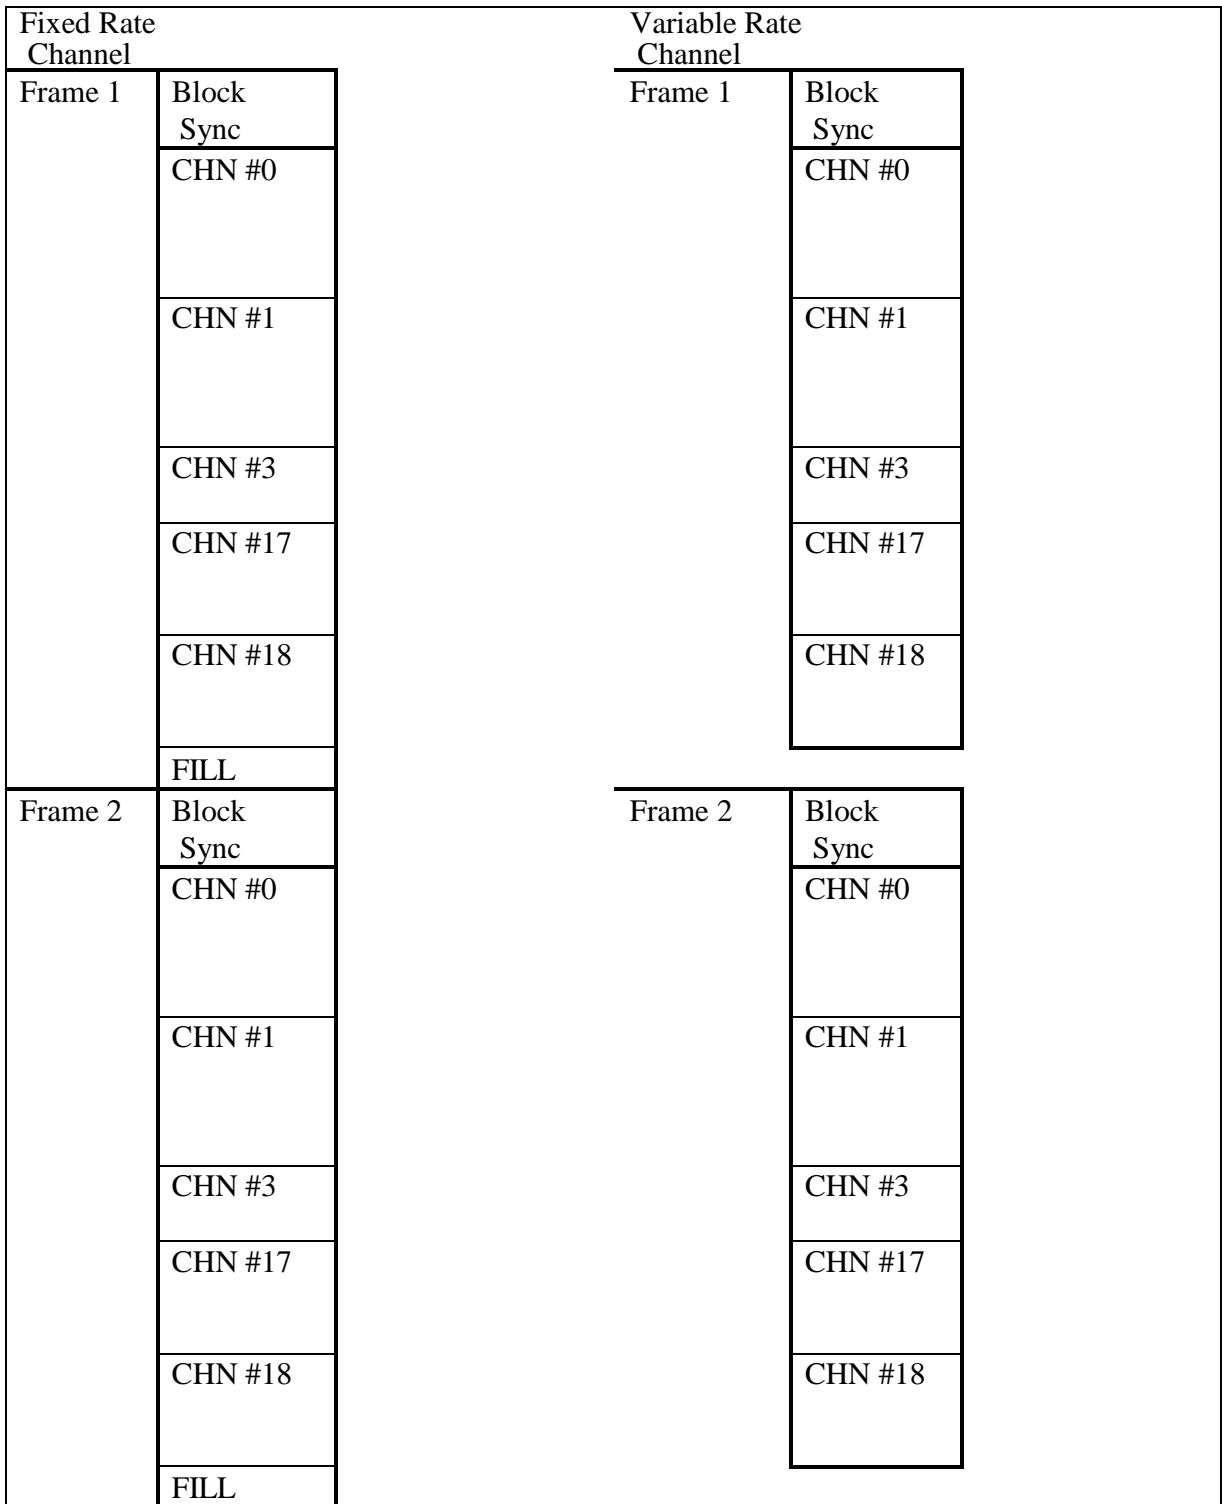 Fixed Rate
Channel
Frame 1
Block
Sync
CHN #0
CHN #1
CHN #3
CHN #17
CHN #18
FILL
Frame 2
Block
Sync
CHN #0
CHN #1
CHN #3
CHN #17
CHN #18
FILL
Variable Rate
Channel
Frame 1
Block
Sync
CHN #0
CHN #1
CHN #3
CHN #17
CHN #18
Frame 2
Block
Sync
CHN #0
CHN #1
CHN #3
CHN #17
CHN #18